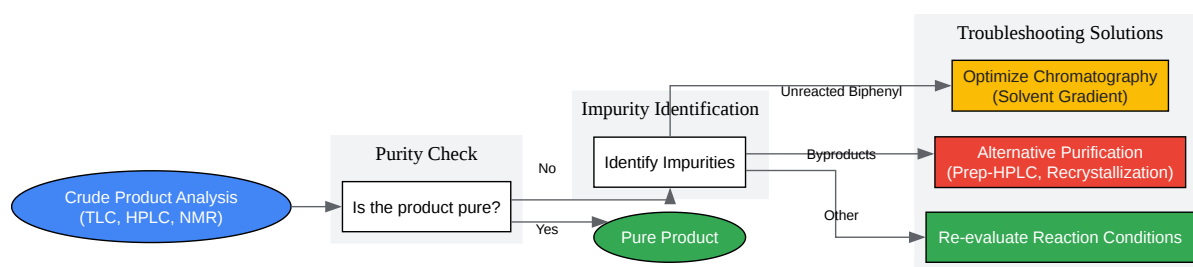 Crude Product Analysis
(TLC, HPLC, NMR)
Purity Check
Is the product pure?
No
Yes
Impurity Identification
Identify Impurities
Pure Product
Unreacted Biphenyl
Byproducts
Other
Troubleshooting Solutions
Optimize Chromatography
(Solvent Gradient)
Alternative Purification
(Prep-HPLC, Recrystallization)
Re-evaluate Reaction Conditions